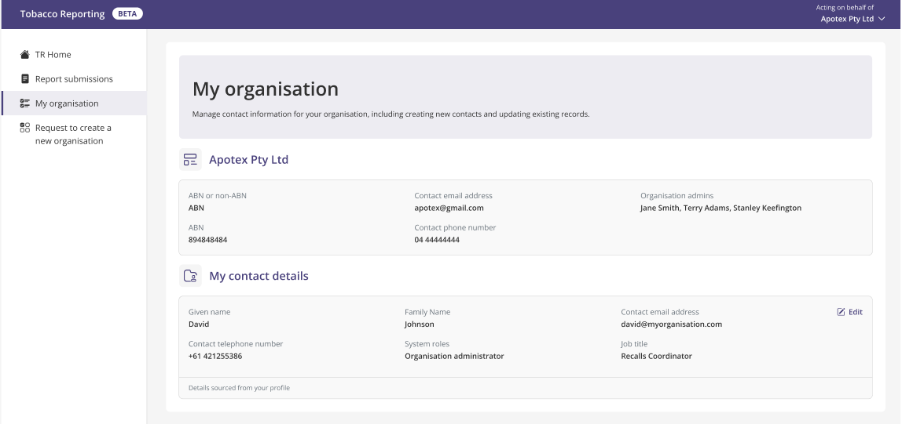 Tobacco Reporting BETA
Acting on behalf of
Apotex Pty Ltd
TR Home
Report submissions
My organisation
Request to create a
new organisation
My organisation
Manage contact information for your organisation, including creating new contacts and updating existing records.
Apotex Pty Ltd
ABN or non-ABN Contact email address Organisation admins
ABN apotex@gmail.com Jane Smith, Terry Adams, Stanley Keefington
ABN Contact phone number
894848484 04 44444444
My contact details
Given name Family Name Contact email address Edit
David Johnson david@myorganisation.com
Contact telephone number System roles Job title
+61 421255386 Organisation administrator Recalls Coordinator
Details sourced from your profile